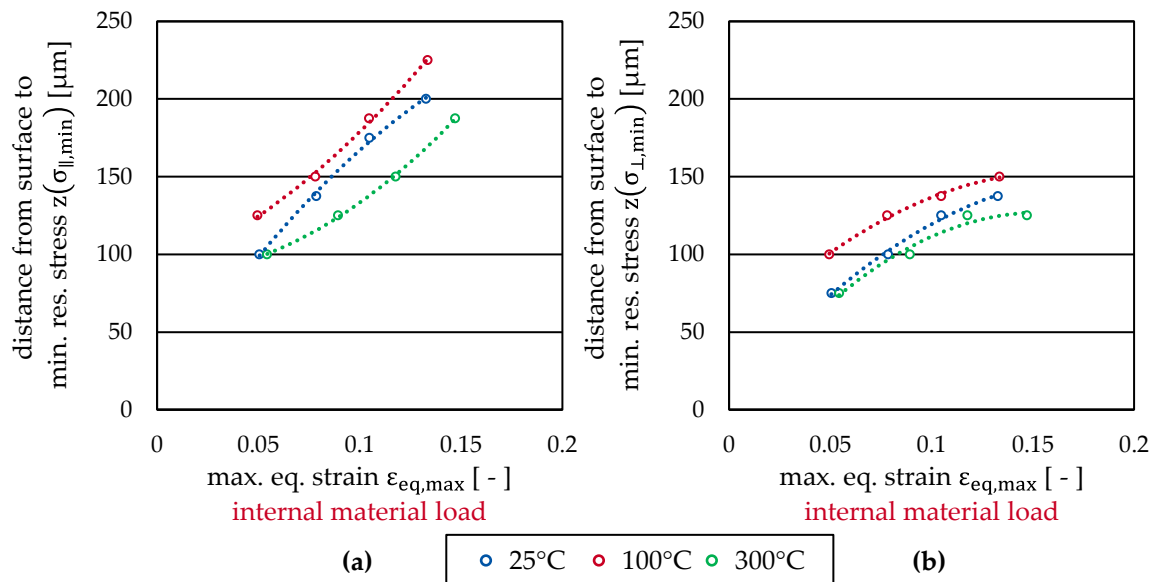 distance from surface to
min. res. stress z(σ∥,min) [µm]
250
200
150
100
50
0
0
0.05
0.1
0.15
0.2
max. eq. strain εeq,max [ - ]
internal material load
(a)
distance from surface to
min. res. stress z(σ⊥,min) [µm]
250
200
150
100
50
0
0
0.05
0.1
0.15
0.2
max. eq. strain εeq,max [ - ]
internal material load
(b)
25°C
100°C
300°C